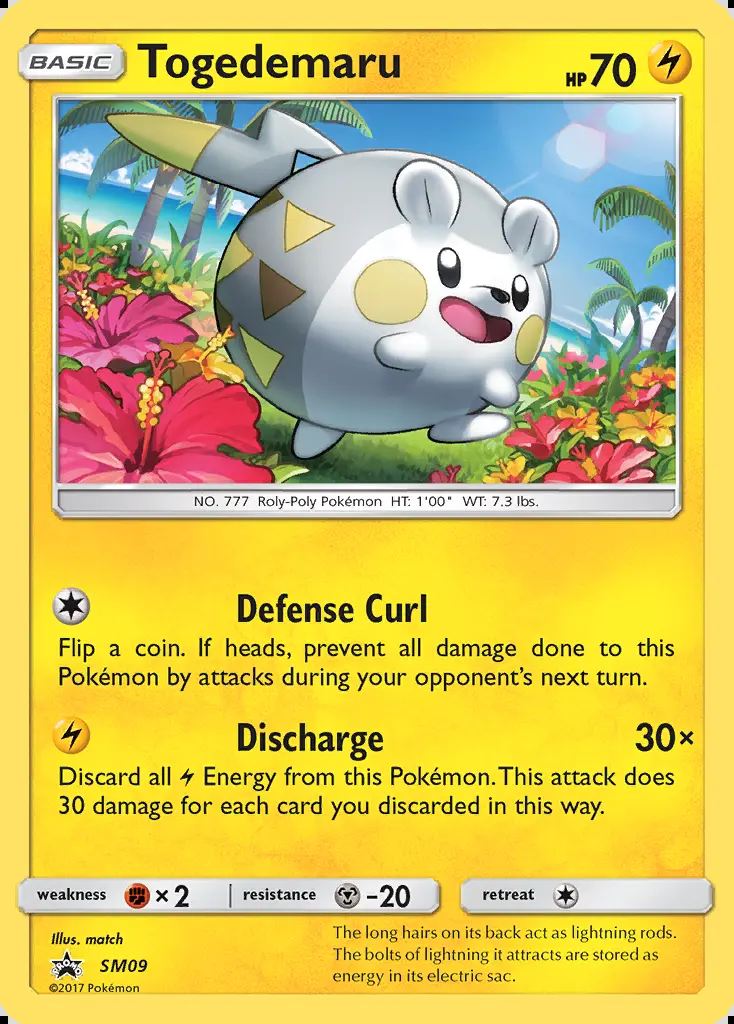 BASIC Togedemaru HP 70
NO. 777 Roly-Poly Pokémon HT: 1'00" WT: 7.3 lbs.
Defense Curl
Flip a coin. If heads, prevent all damage done to this
Pokémon by attacks during your opponent's next turn.
Discharge 30×
Discard all Energy from this Pokémon. This attack does
30 damage for each card you discarded in this way.
weakness × 2 resistance –20 retreat
Illus. match
PROMO SM09
©2017 Pokémon
The long hairs on its back act as lightning rods.
The bolts of lightning it attracts are stored as
energy in its electric sac.